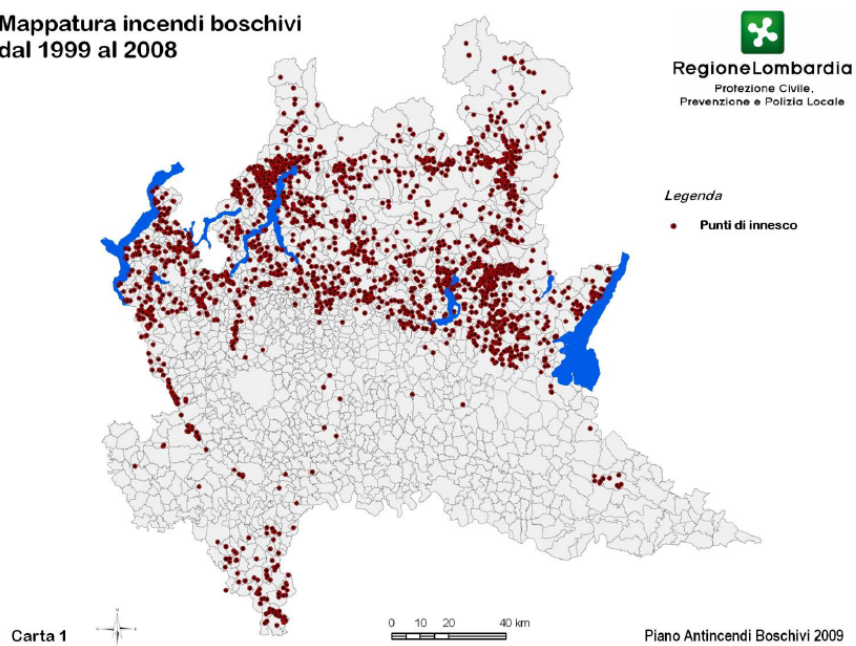 Mappatura incendi boschivi
dal 1999 al 2008
RegioneLombardia
Protezione Civile,
Prevenzione e Polizia Locale
Legenda
Punti di innesco
Carta 1
0 10 20 40 km
Piano Antincendi Boschivi 2009